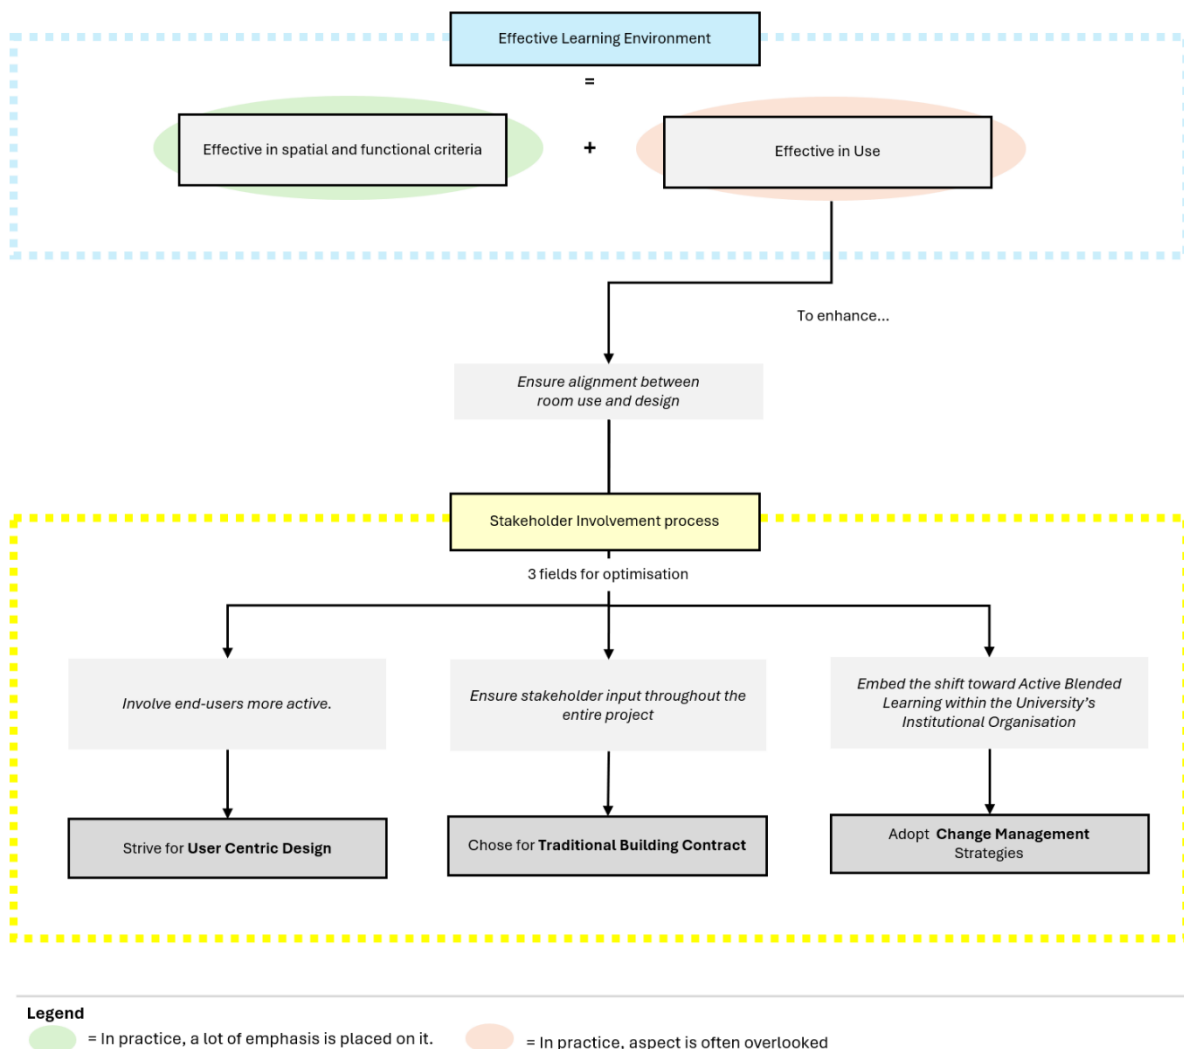 Effective Learning Environment
=
Effective in spatial and functional criteria
+
Effective in Use
To enhance...
Ensure alignment between
room use and design
Stakeholder Involvement process
3 fields for optimisation
Involve end-users more active.
Ensure stakeholder input throughout the
entire project
Embed the shift toward Active Blended
Learning within the University's
Institutional Organisation
Strive for User Centric Design
Chose for Traditional Building Contract
Adopt Change Management
Strategies
Legend
= In practice, a lot of emphasis is placed on it.
= In practice, aspect is often overlooked